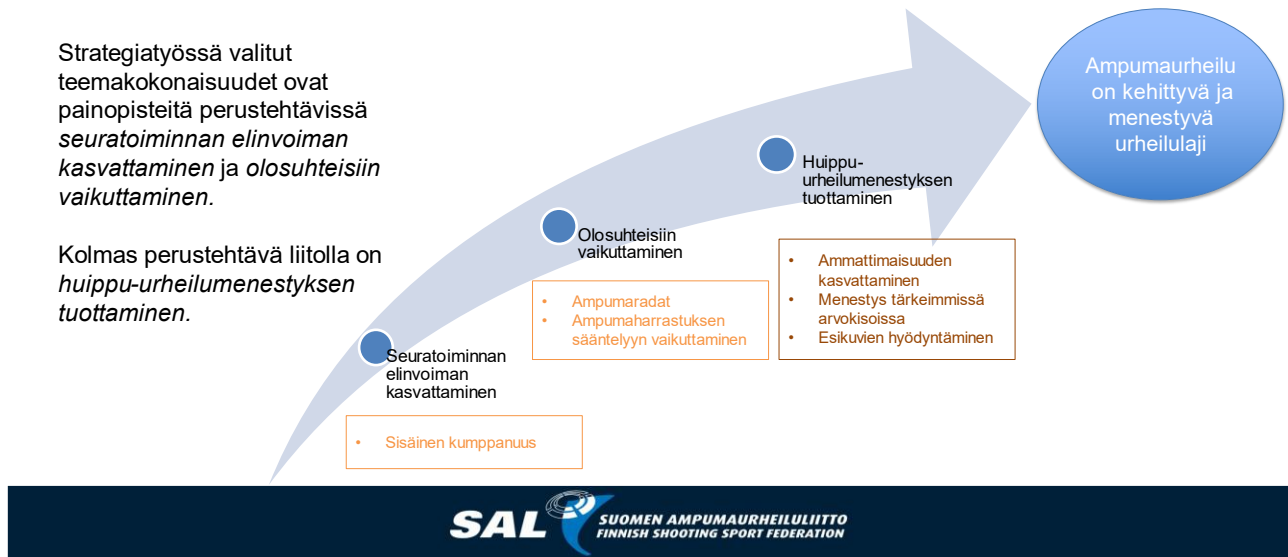 Strategiatyössä valitut
teemakokonaisuudet ovat
painopisteitä perustehtävissä
seuratoiminnan elinvoiman
kasvattaminen ja olosuhteisiin
vaikuttaminen.
Kolmas perustehtävä liitolla on
huippu-urheilumenestyksen
tuottaminen.
Ampumaurheilu
on kehittyvä ja
menestyvä
urheilulaji
Huippu-
urheilumenestyksen
tuottaminen
• Ammattimaisuuden
kasvattaminen
• Menestys tärkeimmissä
arvokisoissa
• Esikuvien hyödyntäminen
Olosuhteisiin
vaikuttaminen
• Ampumaradat
• Ampumaharrastuksen
sääntelyyn vaikuttaminen
Seuratoiminnan
elinvoiman
kasvattaminen
• Sisäinen kumppanuus
SAL
SUOMEN AMPUMAURHEILULIITTO
FINNISH SHOOTING SPORT FEDERATION